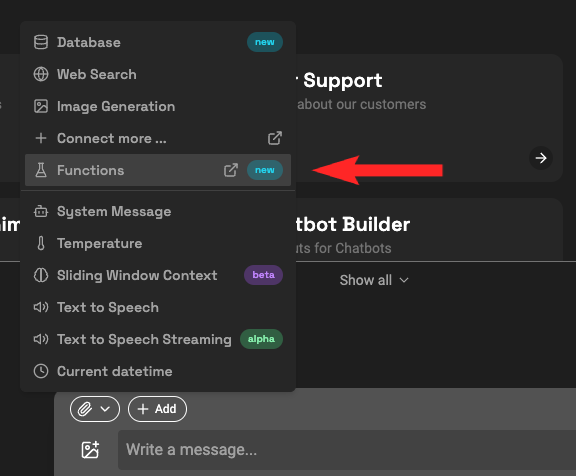 Database new
Web Search
Image Generation
Connect more ...
Functions new
System Message
Temperature
Sliding Window Context beta
Text to Speech
Text to Speech Streaming alpha
Current datetime
Support
about our customers
tbot Builder
uts for Chatbots
Show all
Add
Write a message...